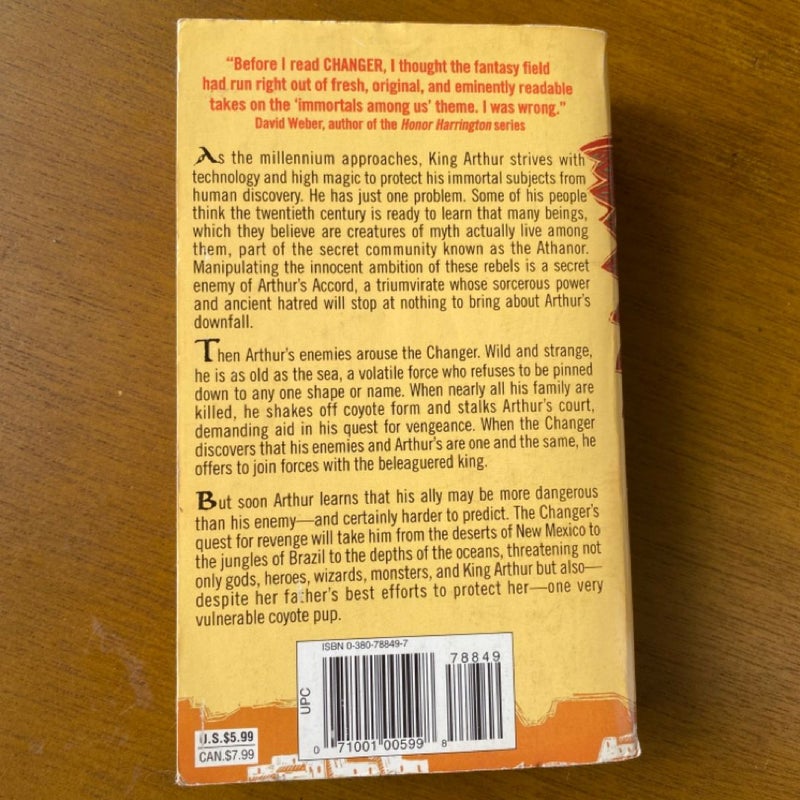 “Before I read CHANGER, I thought the fantasy field
had run right out of fresh, original, and eminently readable
takes on the ‘immortals among us’ theme. I was wrong.”
David Weber, author of the Honor Harrington series
As the millennium approaches, King Arthur strives with
technology and high magic to protect his immortal subjects from
human discovery. He has just one problem. Some of his people
think the twentieth century is ready to learn that many beings,
which they believe are creatures of myth actually live among
them, part of the secret community known as the Athanor.
Manipulating the innocent ambition of these rebels is a secret
enemy of Arthur’s Accord, a triumvirate whose sorcerous power
and ancient hatred will stop at nothing to bring about Arthur’s
downfall.
Then Arthur’s enemies arouse the Changer. Wild and strange,
he is as old as the sea, a volatile force who refuses to be pinned
down to any one shape or name. When nearly all his family are
killed, he shakes off coyote form and stalks Arthur’s court,
demanding aid in his quest for vengeance. When the Changer
discovers that his enemies and Arthur’s are one and the same, he
offers to join forces with the beleaguered king.
But soon Arthur learns that his ally may be more dangerous
than his enemy—and certainly harder to predict. The Changer’s
quest for revenge will take him from the deserts of New Mexico to
the jungles of Brazil to the depths of the oceans, threatening not
only gods, heroes, wizards, monsters, and King Arthur but also—
despite her father’s best efforts to protect her—one very
vulnerable coyote pup.
ISBN 0-380-78849-7
78849
UPC
0 71001 00599 8
U.S.$5.99
CAN.$7.99